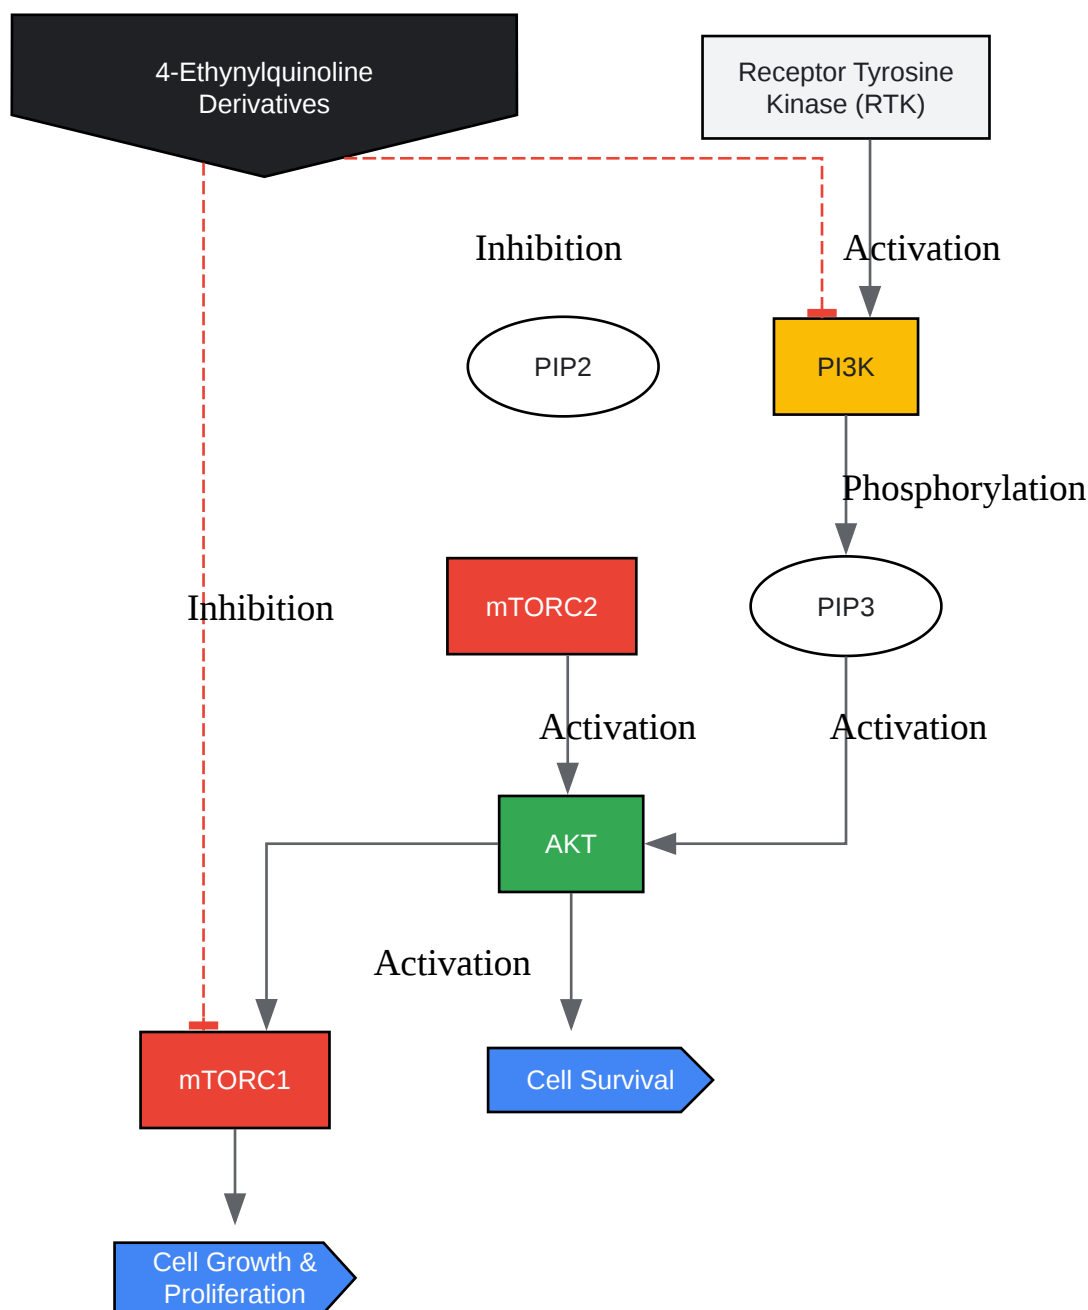 4-Ethynylquinoline
Derivatives
Receptor Tyrosine
Kinase (RTK)
Inhibition
Activation
PIP2
PI3K
Phosphorylation
Inhibition
mTORC2
PIP3
Activation
Activation
AKT
Activation
mTORC1
Cell Survival
Cell Growth &
Proliferation